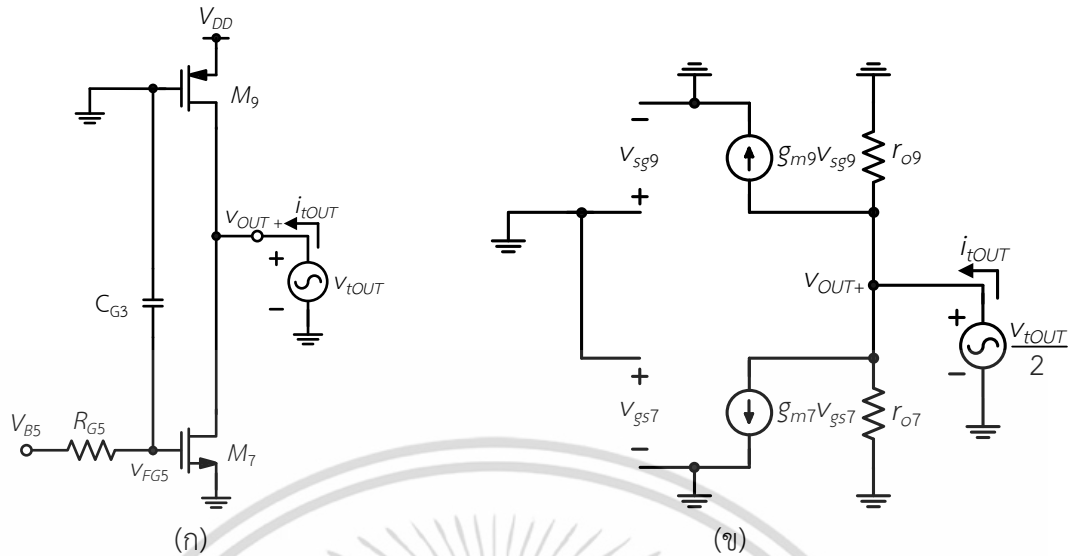 V_DD
M_9
i_tOUT
v_OUT+
+
v_tOUT
−
C_G3
V_B5
R_G5
v_FG5
M_7
(ก)
−
v_sg9
+
g_m9v_sg9
r_o9
i_tOUT
v_OUT+
+
v_tOUT
2
−
+
v_gs7
−
g_m7v_gs7
r_o7
(ข)